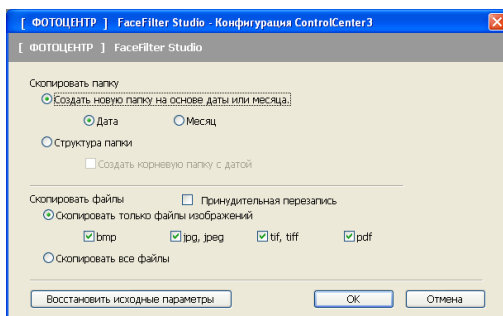 [ ФОТОЦЕНТР ] FaceFilter Studio - Конфигурация ControlCenter3
[ ФОТОЦЕНТР ] FaceFilter Studio
Скопировать папку
Создать новую папку на основе даты или месяца.
Дата Месяц
Структура папки
Создать корневую папку с датой
Скопировать файлы Принудительная перезапись
Скопировать только файлы изображений
bmp jpg, jpeg tif, tiff pdf
Скопировать все файлы
Восстановить исходные параметры OK Отмена